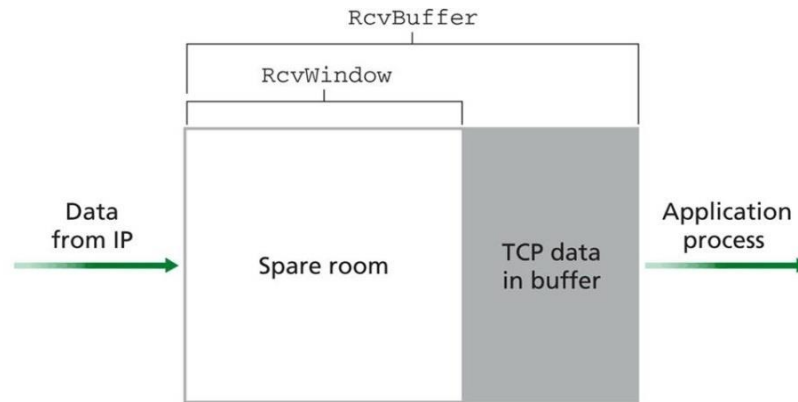 RcvBuffer
RcvWindow
Data
from IP
Spare room
TCP data
in buffer
Application
process